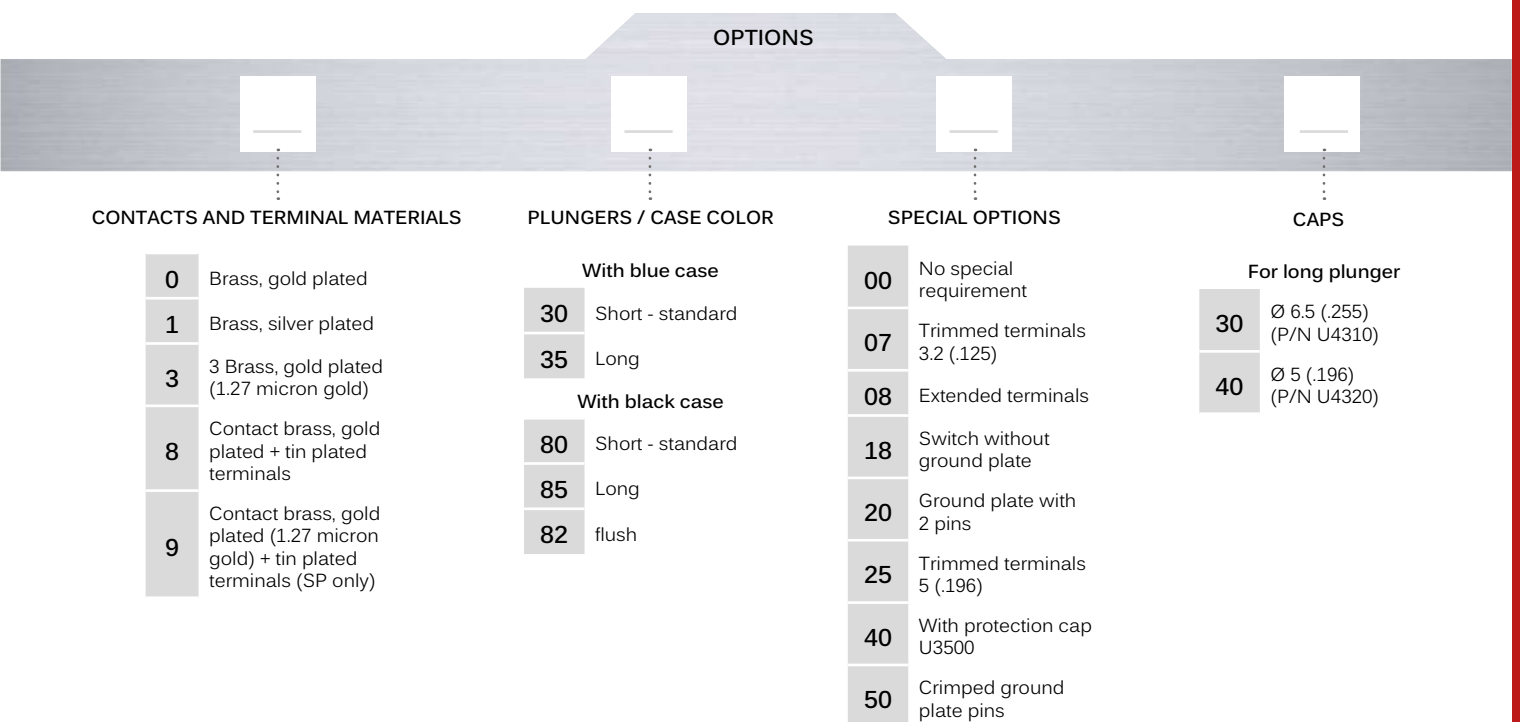 OPTIONS
CONTACTS AND TERMINAL MATERIALS
0 Brass, gold plated
1 Brass, silver plated
3 3 Brass, gold plated
(1.27 micron gold)
8 Contact brass, gold
plated + tin plated
terminals
9 Contact brass, gold
plated (1.27 micron
gold) + tin plated
terminals (SP only)
PLUNGERS / CASE COLOR
With blue case
30 Short - standard
35 Long
With black case
80 Short - standard
85 Long
82 flush
SPECIAL OPTIONS
00 No special
requirement
07 Trimmed terminals
3.2 (.125)
08 Extended terminals
18 Switch without
ground plate
20 Ground plate with
2 pins
25 Trimmed terminals
5 (.196)
40 With protection cap
U3500
50 Crimped ground
plate pins
CAPS
For long plunger
30 Ø 6.5 (.255)
(P/N U4310)
40 Ø 5 (.196)
(P/N U4320)